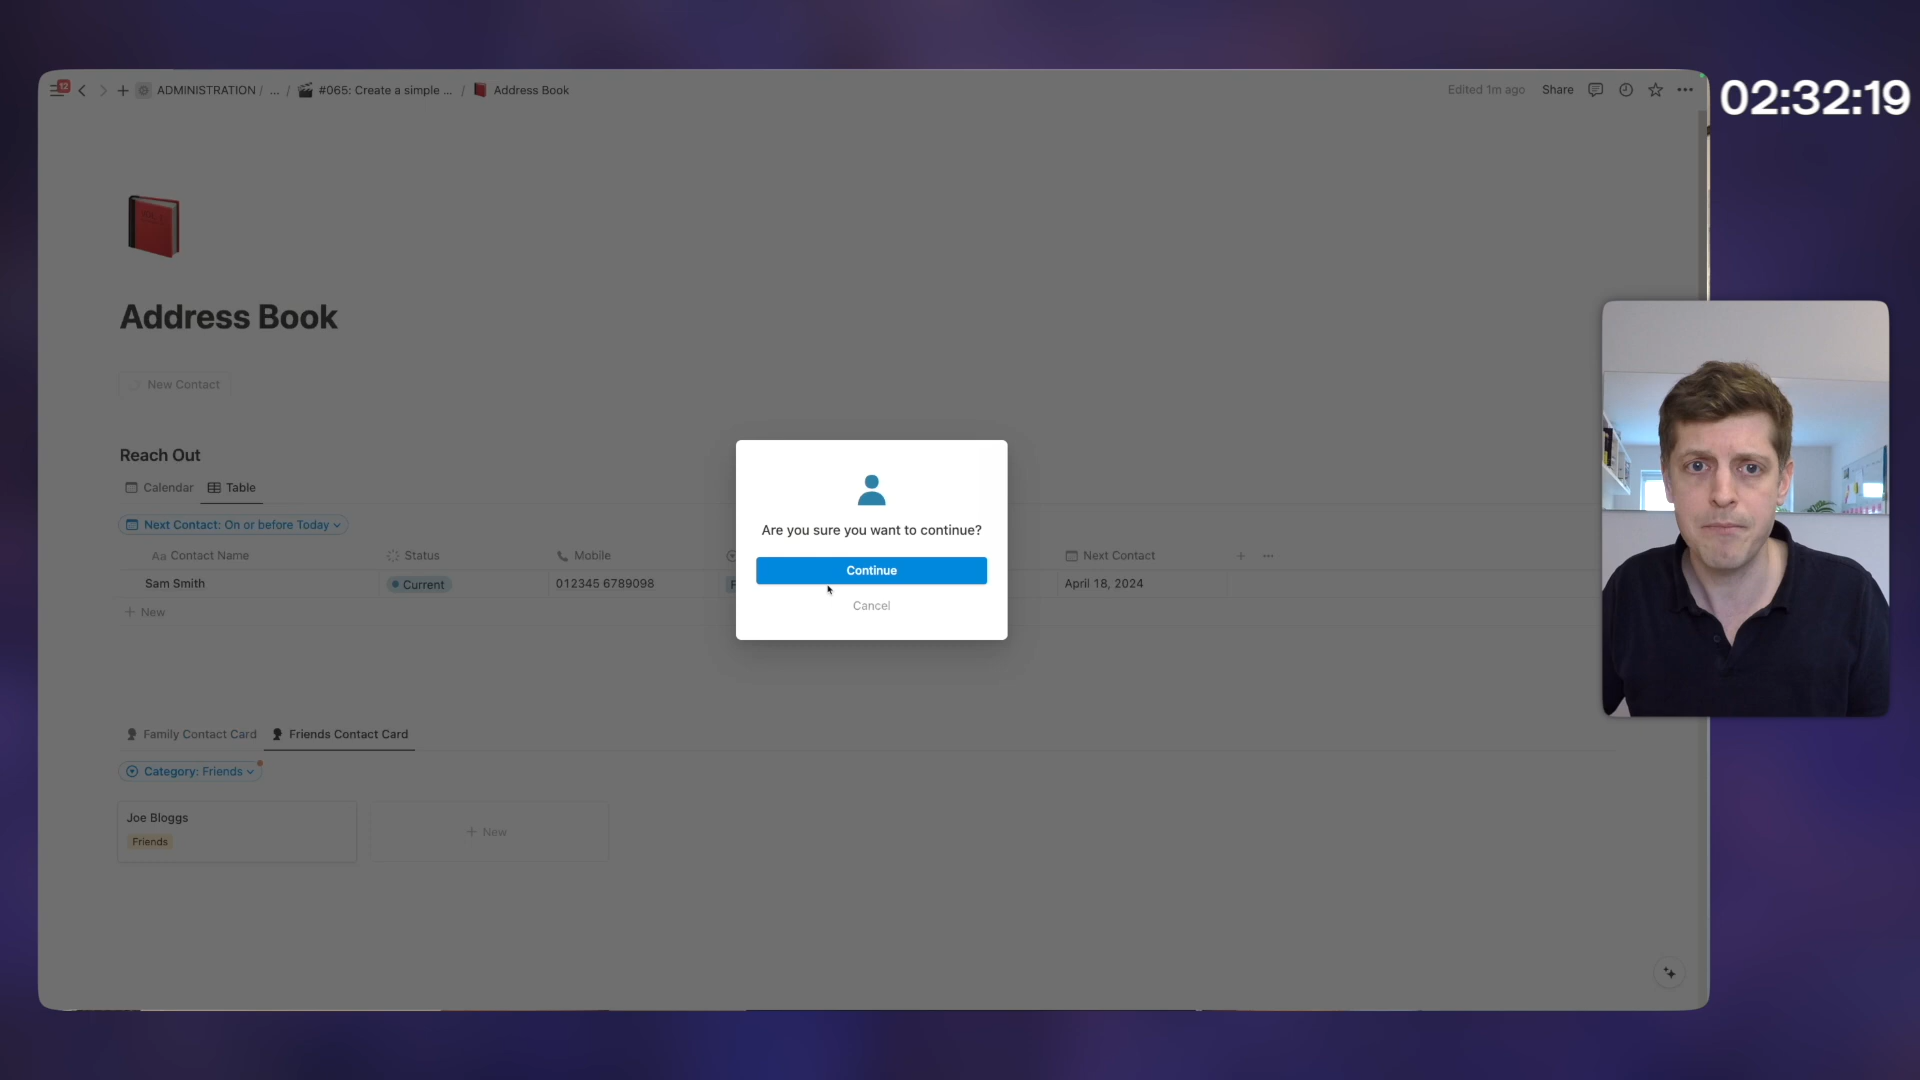 12
ADMINISTRATION / ... / #065: Create a simple ... / Address Book
Edited 1m ago Share
02:32:19
Address Book
New Contact
Reach Out
Calendar Table
Next Contact: On or before Today
Aa Contact Name Status Mobile Next Contact
Sam Smith Current 012345 6789098 F April 18, 2024
+ New
Are you sure you want to continue?
Continue
Cancel
Family Contact Card Friends Contact Card
Category: Friends
Joe Bloggs
Friends
+ New